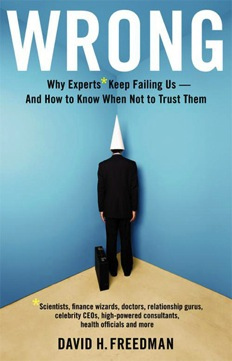 WRONG
Why Experts* Keep Failing Us —
And How to Know When Not to Trust Them
*Scientists, finance wizards, doctors, relationship gurus,
celebrity CEOs, high-powered consultants,
health officials and more
DAVID H. FREEDMAN